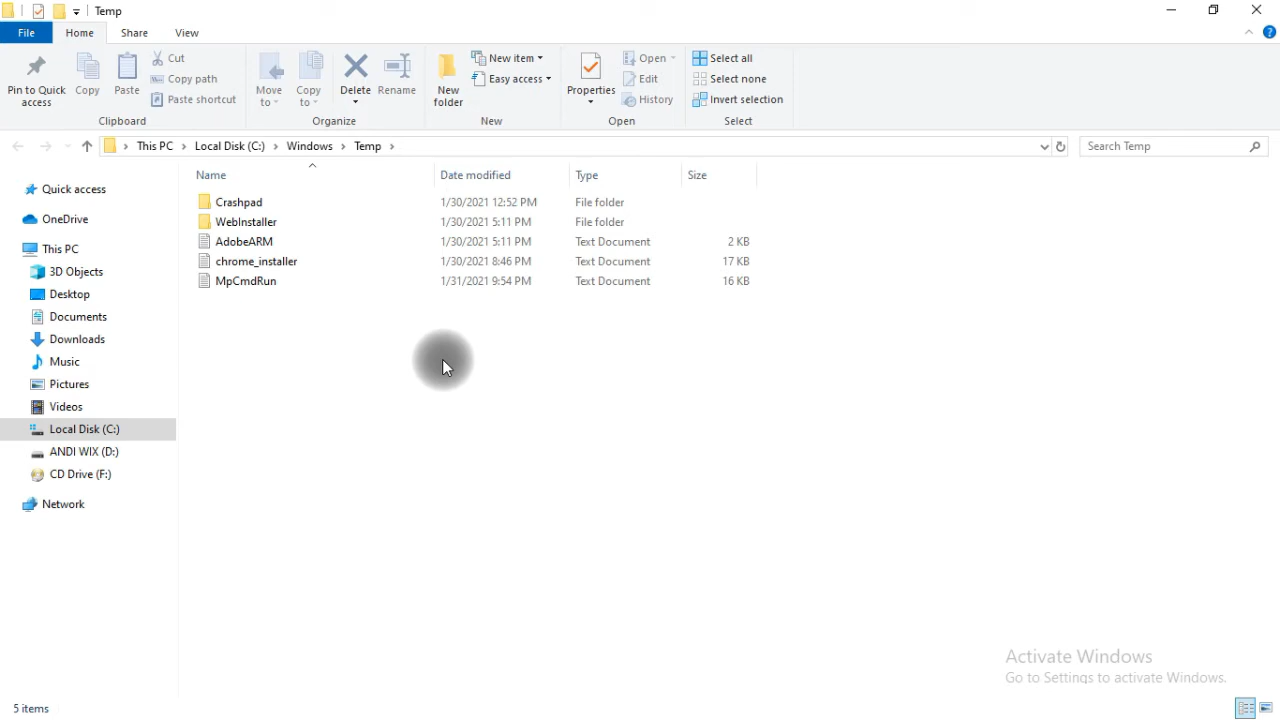 Temp
File Home Share View
Pin to Quick access
Copy
Paste
Cut
Copy path
Paste shortcut
Clipboard
Move to
Copy to
Delete
Rename
Organize
New folder
New item
Easy access
New
Properties
Open
Edit
History
Open
Select all
Select none
Invert selection
Select
This PC > Local Disk (C:) > Windows > Temp >
Search Temp
Name Date modified Type Size
Crashpad 1/30/2021 12:52 PM File folder
WebInstaller 1/30/2021 5:11 PM File folder
AdobeARM 1/30/2021 5:11 PM Text Document 2 KB
chrome_installer 1/30/2021 8:46 PM Text Document 17 KB
MpCmdRun 1/31/2021 9:54 PM Text Document 16 KB
Quick access
OneDrive
This PC
3D Objects
Desktop
Documents
Downloads
Music
Pictures
Videos
Local Disk (C:)
ANDI WIX (D:)
CD Drive (F:)
Network
Activate Windows
Go to Settings to activate Windows.
5 items